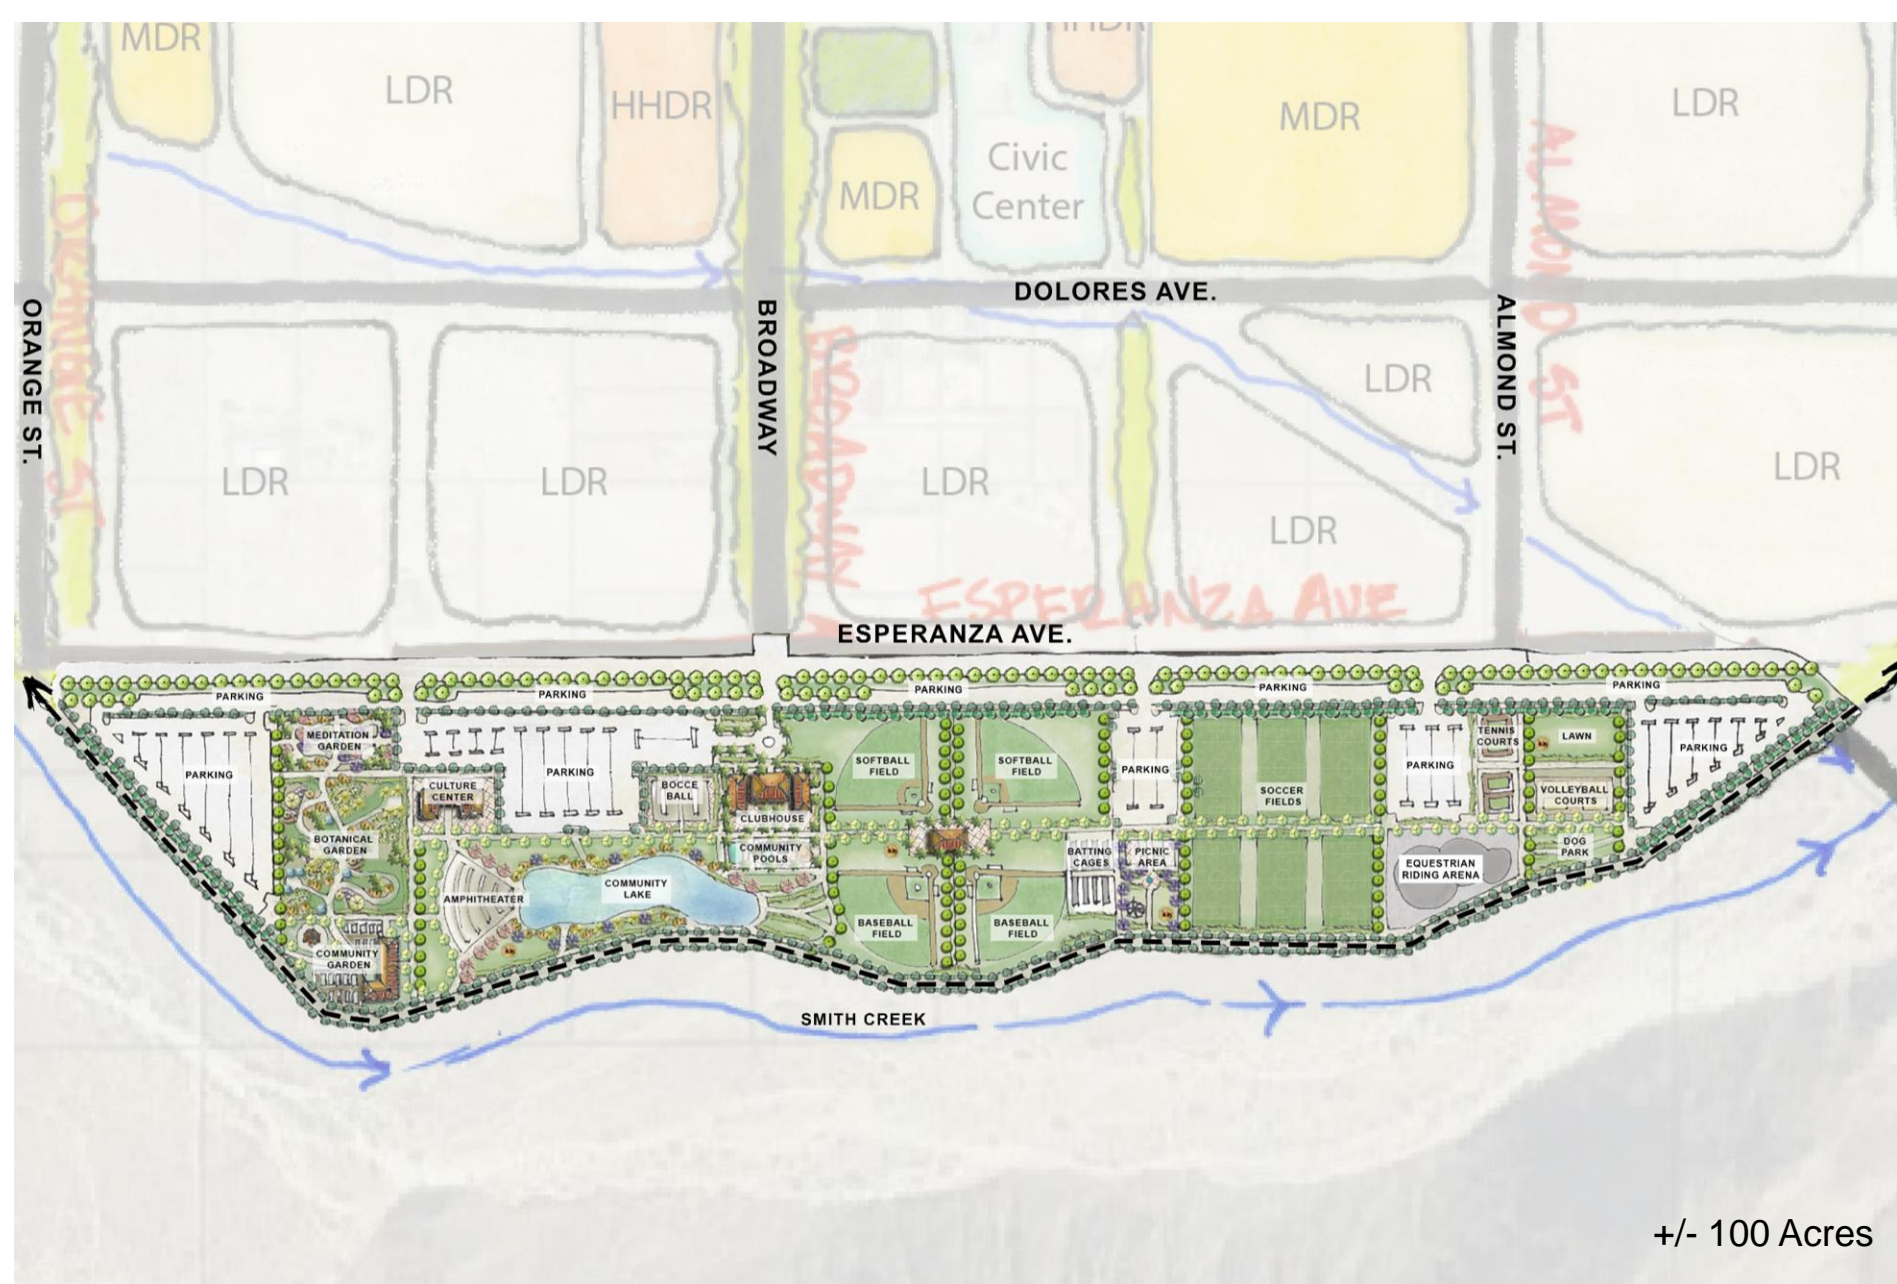 MDR
LDR
HHDR
HHDR
MDR
LDR
MDR
Civic
Center
ORANGE ST
ALMOND ST
DOLORES AVE.
ORANGE ST.
BROADWAY
BROADWAY
ALMOND ST.
LDR
LDR
LDR
LDR
LDR
LDR
ESPERANZA AVE
ESPERANZA AVE.
PARKING
PARKING
PARKING
PARKING
PARKING
MEDITATION
GARDEN
PARKING
PARKING
CULTURE
CENTER
BOCCE
BALL
CLUBHOUSE
COMMUNITY
POOLS
SOFTBALL
FIELD
SOFTBALL
FIELD
PARKING
SOCCER
FIELDS
PARKING
TENNIS
COURTS
LAWN
VOLLEYBALL
COURTS
PARKING
BOTANICAL
GARDEN
AMPHITHEATER
COMMUNITY
LAKE
BATTING
CAGES
PICNIC
AREA
EQUESTRIAN
RIDING ARENA
DOG
PARK
BASEBALL
FIELD
BASEBALL
FIELD
COMMUNITY
GARDEN
SMITH CREEK
+/- 100 Acres